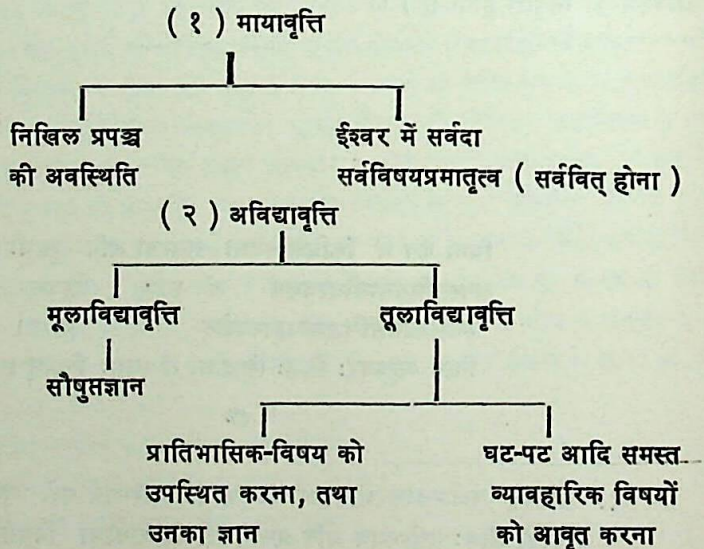 ( १ ) मायावृत्ति
निखिल प्रपञ्च
की अवस्थिति
ईश्वर में सर्वदा
सर्वविषयप्रमातृत्व ( सर्ववित् होना )
( २ ) अविद्यावृत्ति
मूलाविद्यावृत्ति
तूलाविद्यावृत्ति
सौषुप्तज्ञान
प्रातिभासिक-विषय को
उपस्थित करना, तथा
उनका ज्ञान
घट-पट आदि समस्त
व्यावहारिक विषयों
को आवृत करना